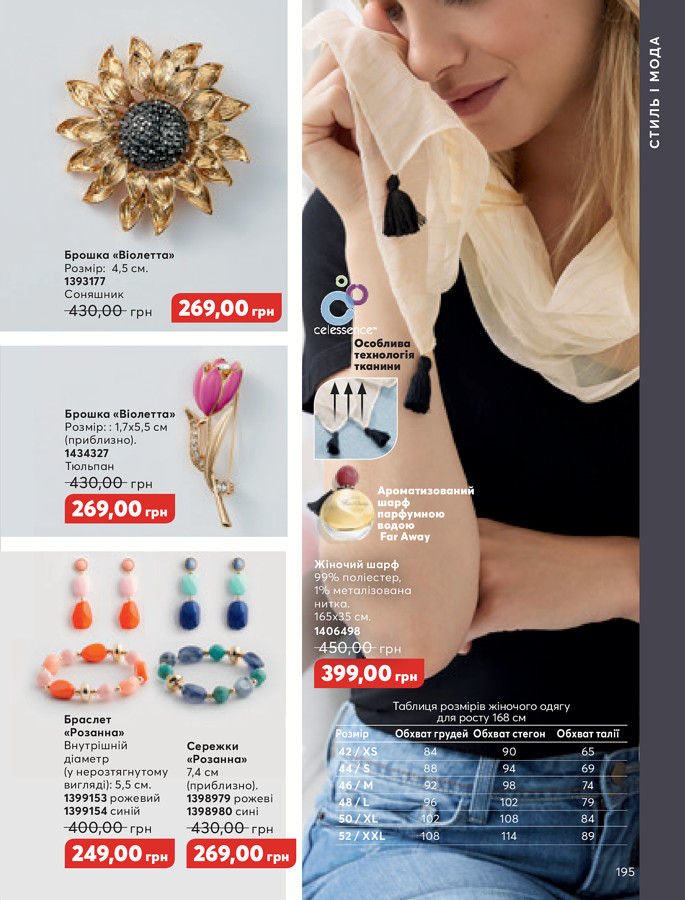 СТИЛЬ І МОДА
Брошка «Віолетта»
Розмір: 4,5 см.
1393177
Соняшник
430,00 грн
269,00 грн
Брошка «Віолетта»
Розмір: : 1,7х5,5 см
(приблизно).
1434327
Тюльпан
430,00 грн
269,00 грн
Браслет
«Розанна»
Внутрішній
діаметр
(у нерозтягнутому
вигляді): 5,5 см.
1399153 рожевий
1399154 синій
400,00 грн
249,00 грн
Сережки
«Розанна»
7,4 см
(приблизно).
1398979 рожеві
1398980 сині
430,00 грн
269,00 грн
celessence™
Особлива
технологія
тканини
Ароматизований
шарф
парфумною
водою
Far Away
Жіночий шарф
99% поліестер,
1% металізована
нитка.
165х35 см.
1406498
450,00 грн
399,00 грн
Таблиця розмірів жіночого одягу
для росту 168 см
Розмір Обхват грудей Обхват стегон Обхват талії
42 / XS 84 90 65
44 / S 88 94 69
46 / M 92 98 74
48 / L 96 102 79
50 / XL 102 108 84
52 / XXL 108 114 89
195